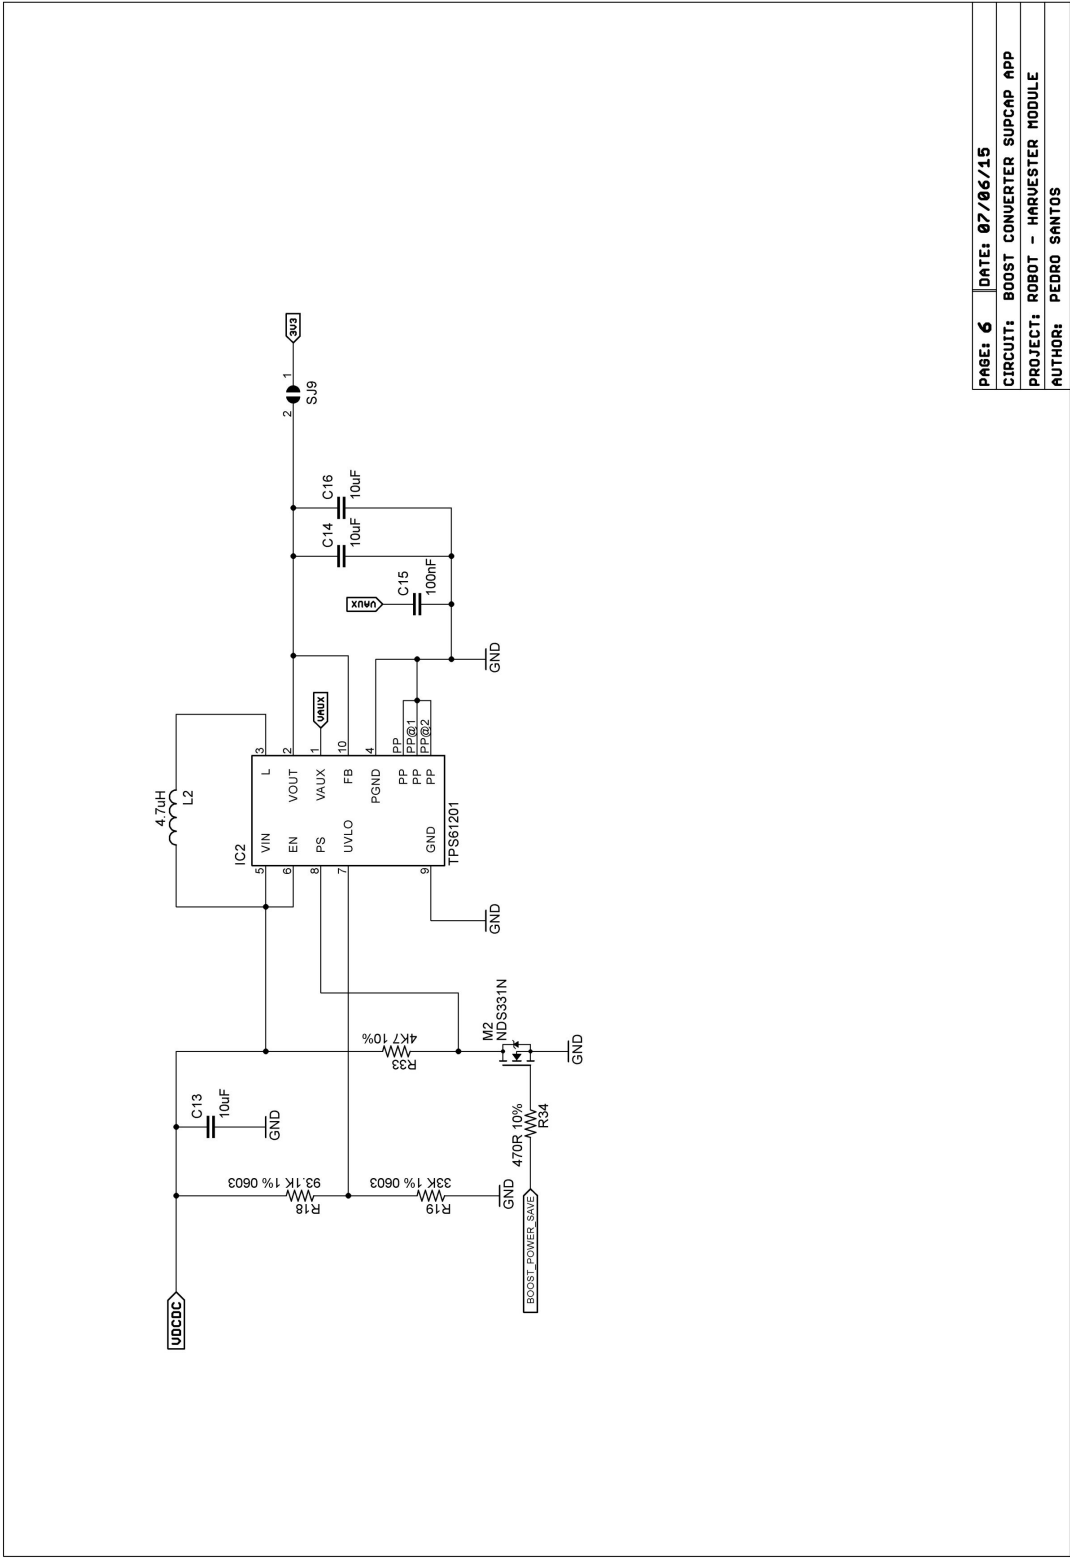 4.7uH
L2
IC2
5
VIN
L
3
6
EN
VOUT
2
8
PS
VAUX
1
VAUX
7
UVLO
FB
10
PGND
4
PP
PP
PP@1
PP
PP@2
PP
9
GND
TPS61201
GND
GND
VDCDC
C13
10uF
GND
R18
93.1K 1% 0603
R19
33K 1% 0603
GND
R33
4K7 10%
M2
NDS331N
GND
470R 10%
R34
BOOST_POWER_SAVE
VAUX
C15
100nF
C14
10uF
C16
10uF
2
1
SJ9
3V3
PAGE: 6 DATE: 07/06/15
CIRCUIT: BOOST CONVERTER SUPCAP APP
PROJECT: ROBOT - HARVESTER MODULE
AUTHOR: PEDRO SANTOS